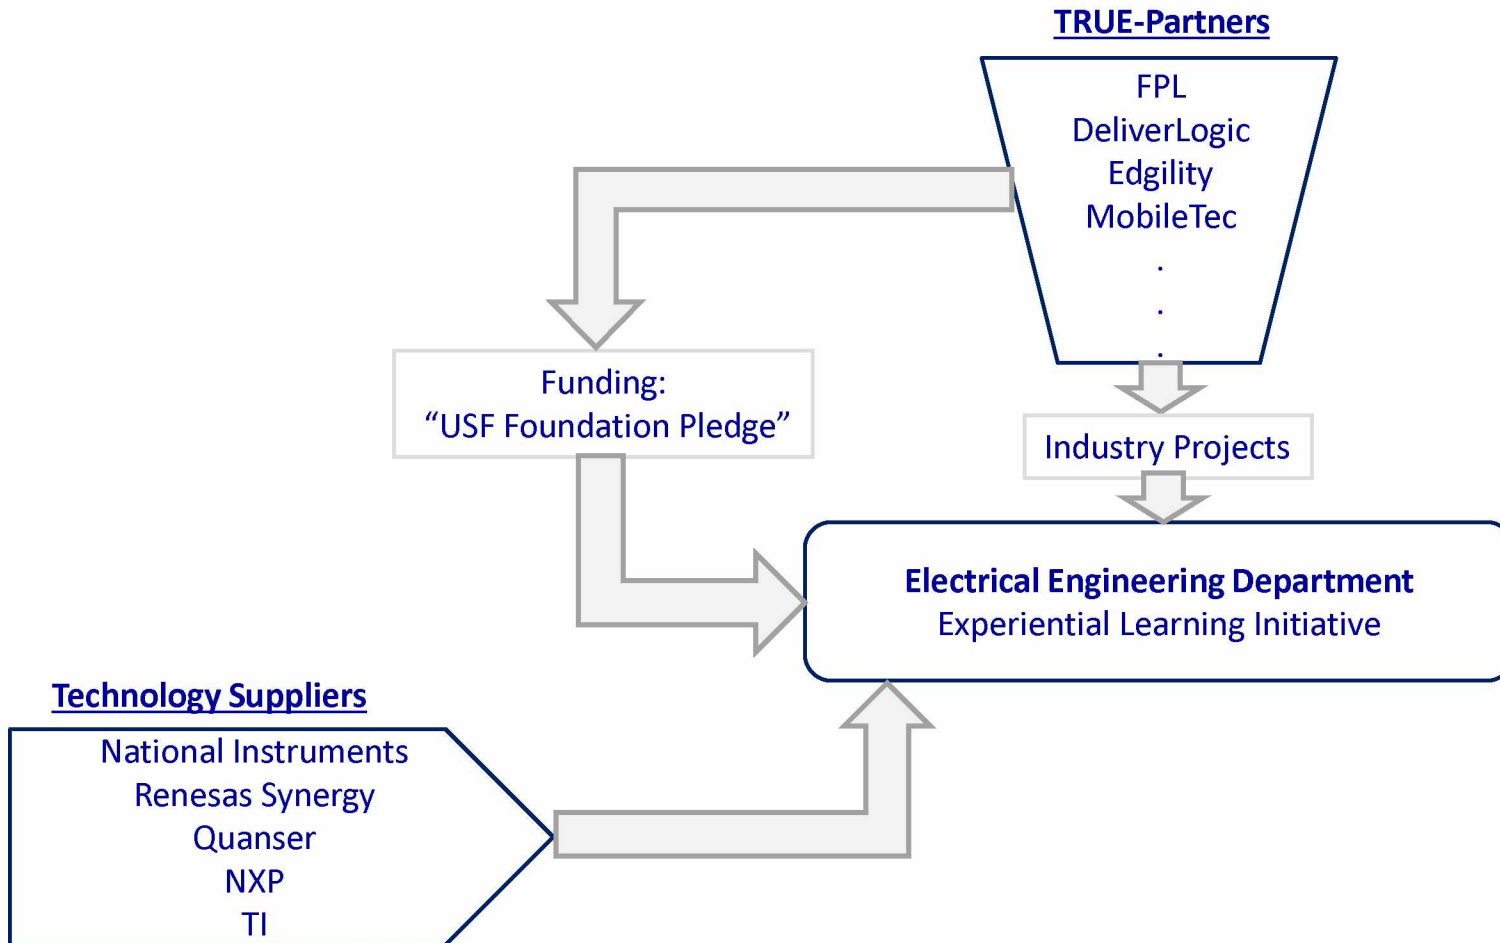 TRUE-Partners
FPL
DeliverLogic
Edgility
MobileTec
.
.
.
Funding:
“USF Foundation Pledge”
Industry Projects
Electrical Engineering Department
Experiential Learning Initiative
Technology Suppliers
National Instruments
Renesas Synergy
Quanser
NXP
TI